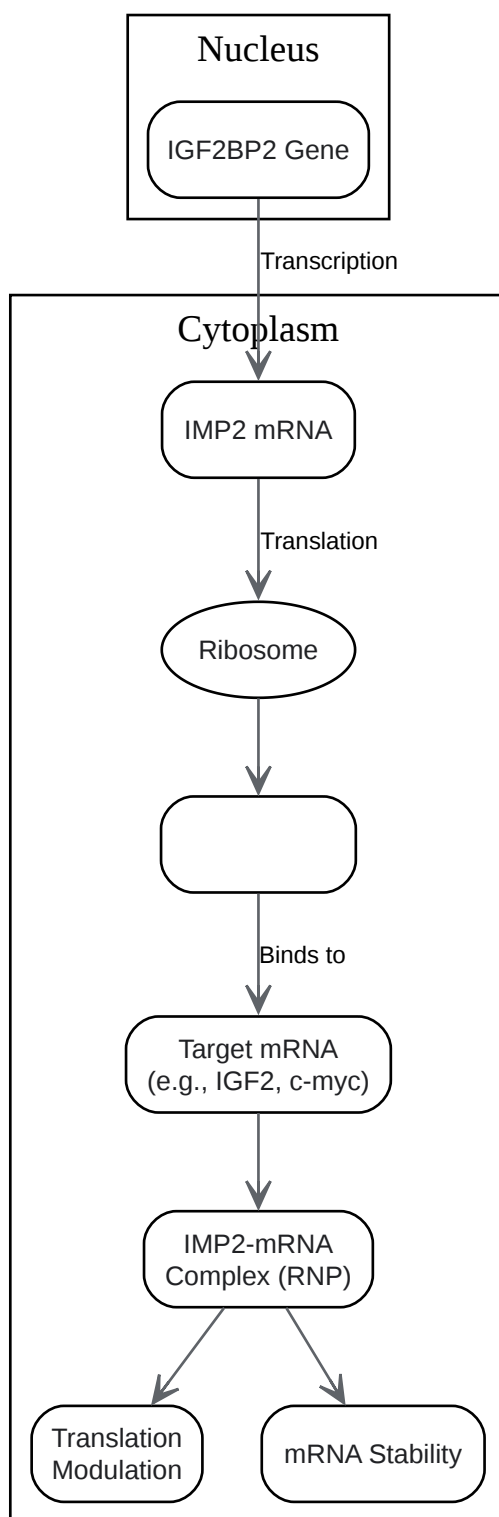 Nucleus
IGF2BP2 Gene
Transcription
Cytoplasm
IMP2 mRNA
Translation
Ribosome
Binds to
Target mRNA
(e.g., IGF2, c-myc)
IMP2-mRNA
Complex (RNP)
Translation
Modulation
mRNA Stability